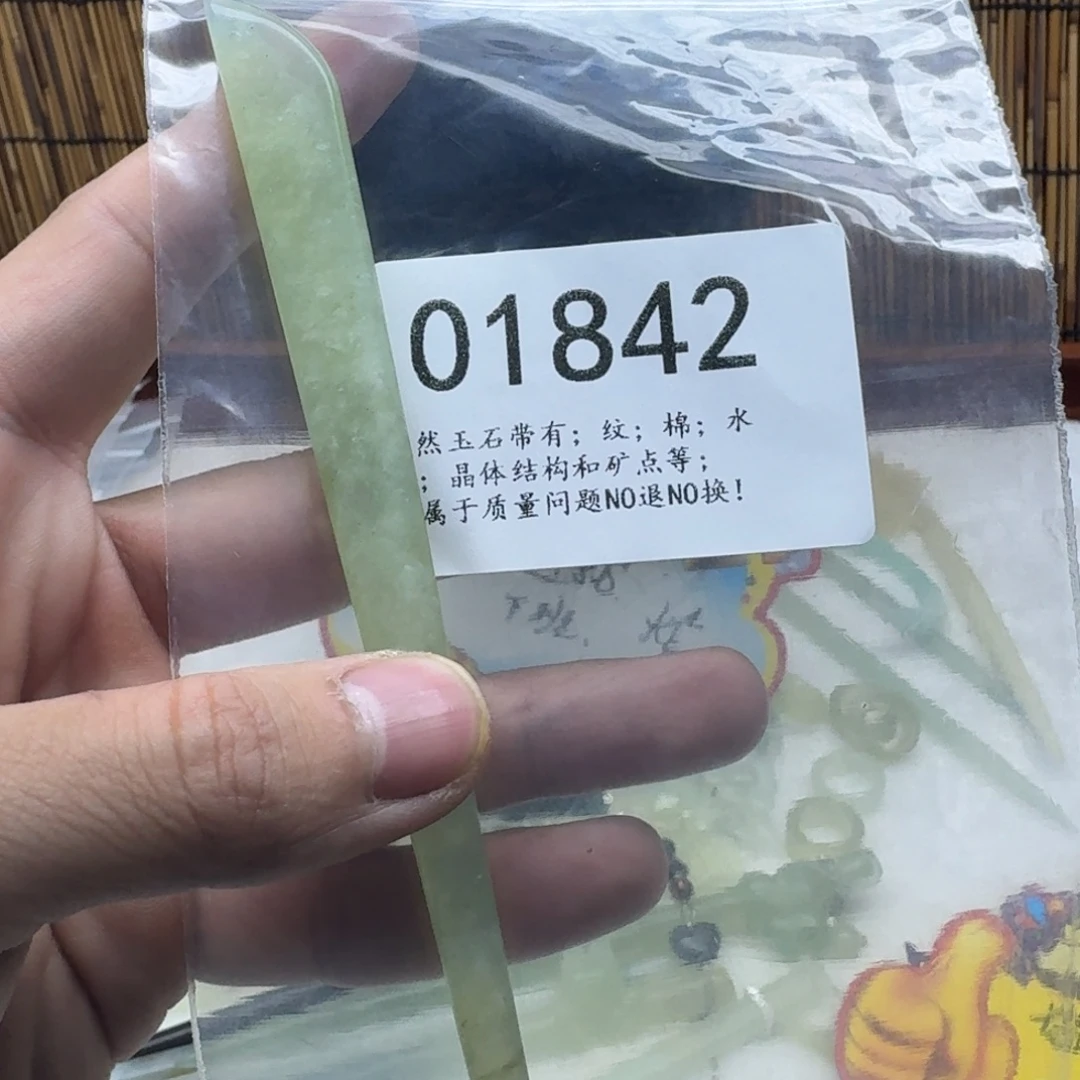 01842
然玉石带有；纹；棉；水
；晶体结构和矿点等；
属于质量问题NO退NO换！